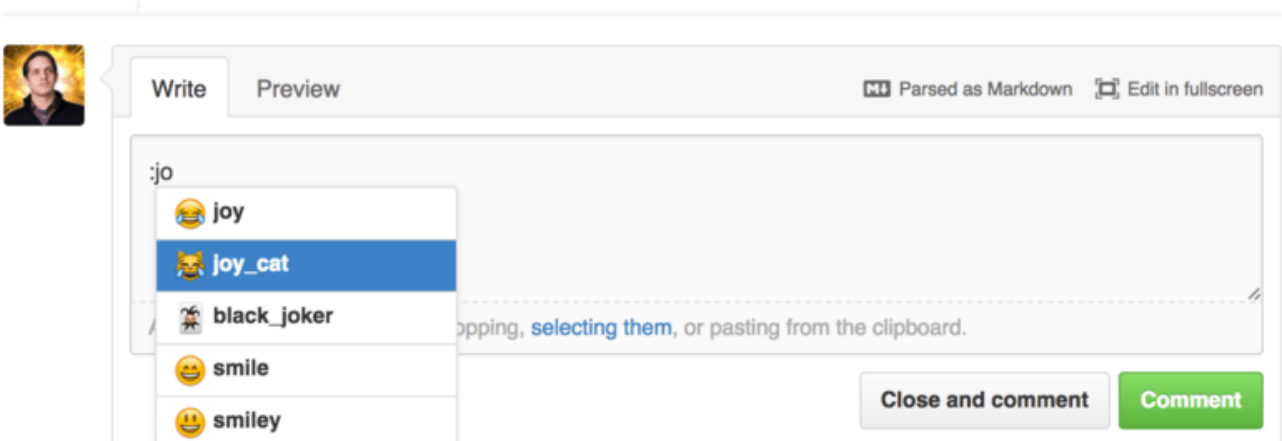 Write Preview Parsed as Markdown Edit in fullscreen
:jo
joy
joy_cat
black_joker
opping, selecting them, or pasting from the clipboard.
smile
smiley
Close and comment Comment